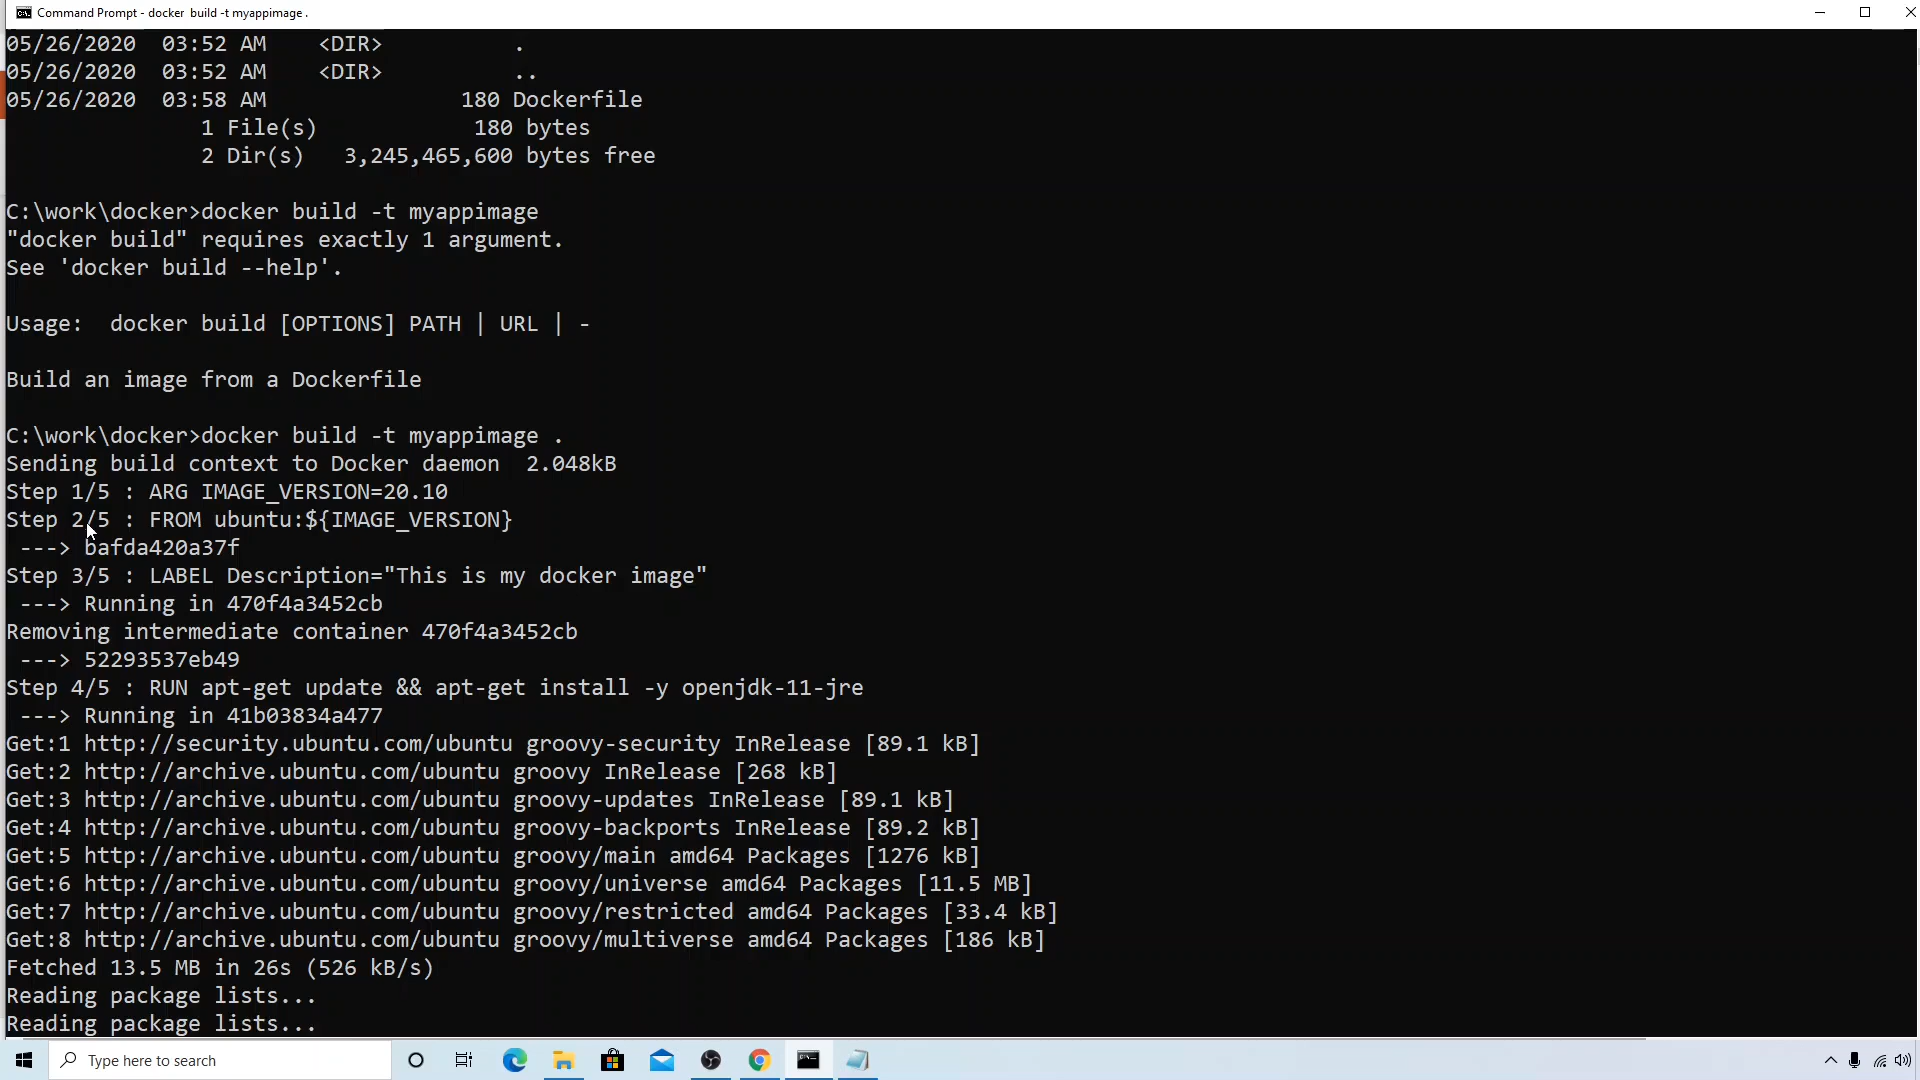 Command Prompt - docker  build -t myappimage .
05/26/2020  03:52 AM    <DIR>          .
05/26/2020  03:52 AM    <DIR>          ..
05/26/2020  03:58 AM               180 Dockerfile
               1 File(s)            180 bytes
               2 Dir(s)   3,245,465,600 bytes free
C:\work\docker>docker build -t myappimage
"docker build" requires exactly 1 argument.
See 'docker build --help'.
Usage:  docker build [OPTIONS] PATH | URL | -
Build an image from a Dockerfile
C:\work\docker>docker build -t myappimage .
Sending build context to Docker daemon  2.048kB
Step 1/5 : ARG IMAGE_VERSION=20.10
Step 2/5 : FROM ubuntu:${IMAGE_VERSION}
 ---> bafda420a37f
Step 3/5 : LABEL Description="This is my docker image"
 ---> Running in 470f4a3452cb
Removing intermediate container 470f4a3452cb
 ---> 52293537eb49
Step 4/5 : RUN apt-get update && apt-get install -y openjdk-11-jre
 ---> Running in 41b03834a477
Get:1 http://security.ubuntu.com/ubuntu groovy-security InRelease [89.1 kB]
Get:2 http://archive.ubuntu.com/ubuntu groovy InRelease [268 kB]
Get:3 http://archive.ubuntu.com/ubuntu groovy-updates InRelease [89.1 kB]
Get:4 http://archive.ubuntu.com/ubuntu groovy-backports InRelease [89.2 kB]
Get:5 http://archive.ubuntu.com/ubuntu groovy/main amd64 Packages [1276 kB]
Get:6 http://archive.ubuntu.com/ubuntu groovy/universe amd64 Packages [11.5 MB]
Get:7 http://archive.ubuntu.com/ubuntu groovy/restricted amd64 Packages [33.4 kB]
Get:8 http://archive.ubuntu.com/ubuntu groovy/multiverse amd64 Packages [186 kB]
Fetched 13.5 MB in 26s (526 kB/s)
Reading package lists...
Reading package lists...
Type here to search